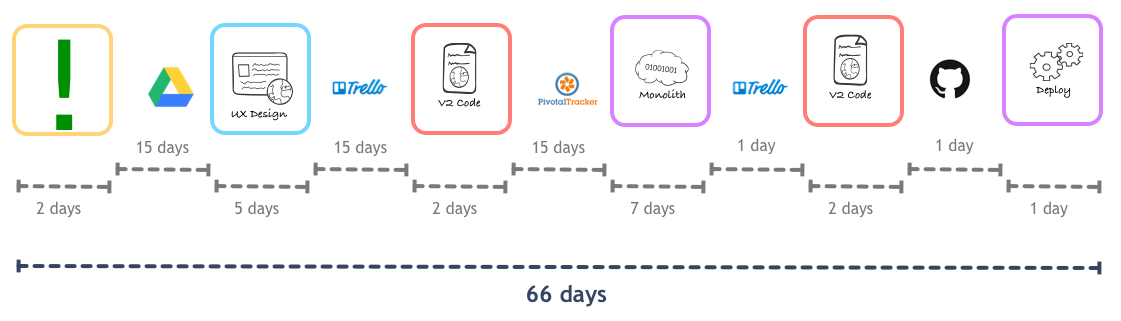 !
UX Design
Trello
V2 Code
PivotalTracker
01001001
Monolith
Trello
V2 Code
Deploy
15 days
15 days
15 days
1 day
1 day
2 days
5 days
2 days
7 days
2 days
1 day
66 days